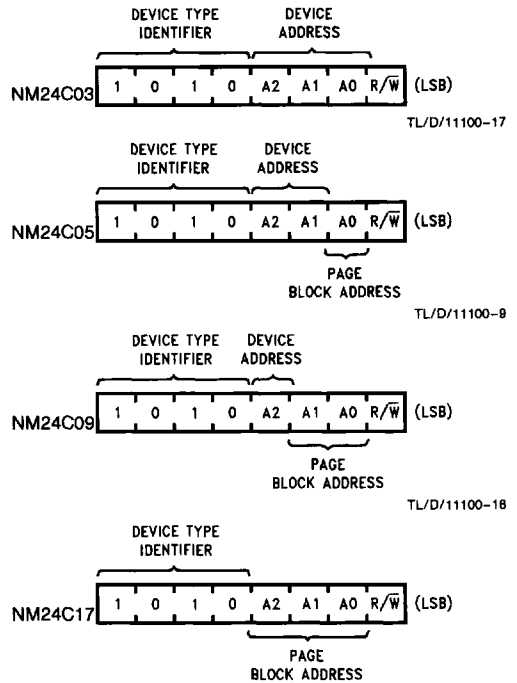 DEVICE TYPE DEVICE
IDENTIFIER ADDRESS
NM24C03 1 0 1 0 A2 A1 A0 R/W̅ (LSB)
TL/D/11100-17
DEVICE TYPE DEVICE
IDENTIFIER ADDRESS
NM24C05 1 0 1 0 A2 A1 A0 R/W̅ (LSB)
PAGE
BLOCK ADDRESS
TL/D/11100-9
DEVICE TYPE DEVICE
IDENTIFIER ADDRESS
NM24C09 1 0 1 0 A2 A1 A0 R/W̅ (LSB)
PAGE
BLOCK ADDRESS
TL/D/11100-18
DEVICE TYPE
IDENTIFIER
NM24C17 1 0 1 0 A2 A1 A0 R/W̅ (LSB)
PAGE
BLOCK ADDRESS